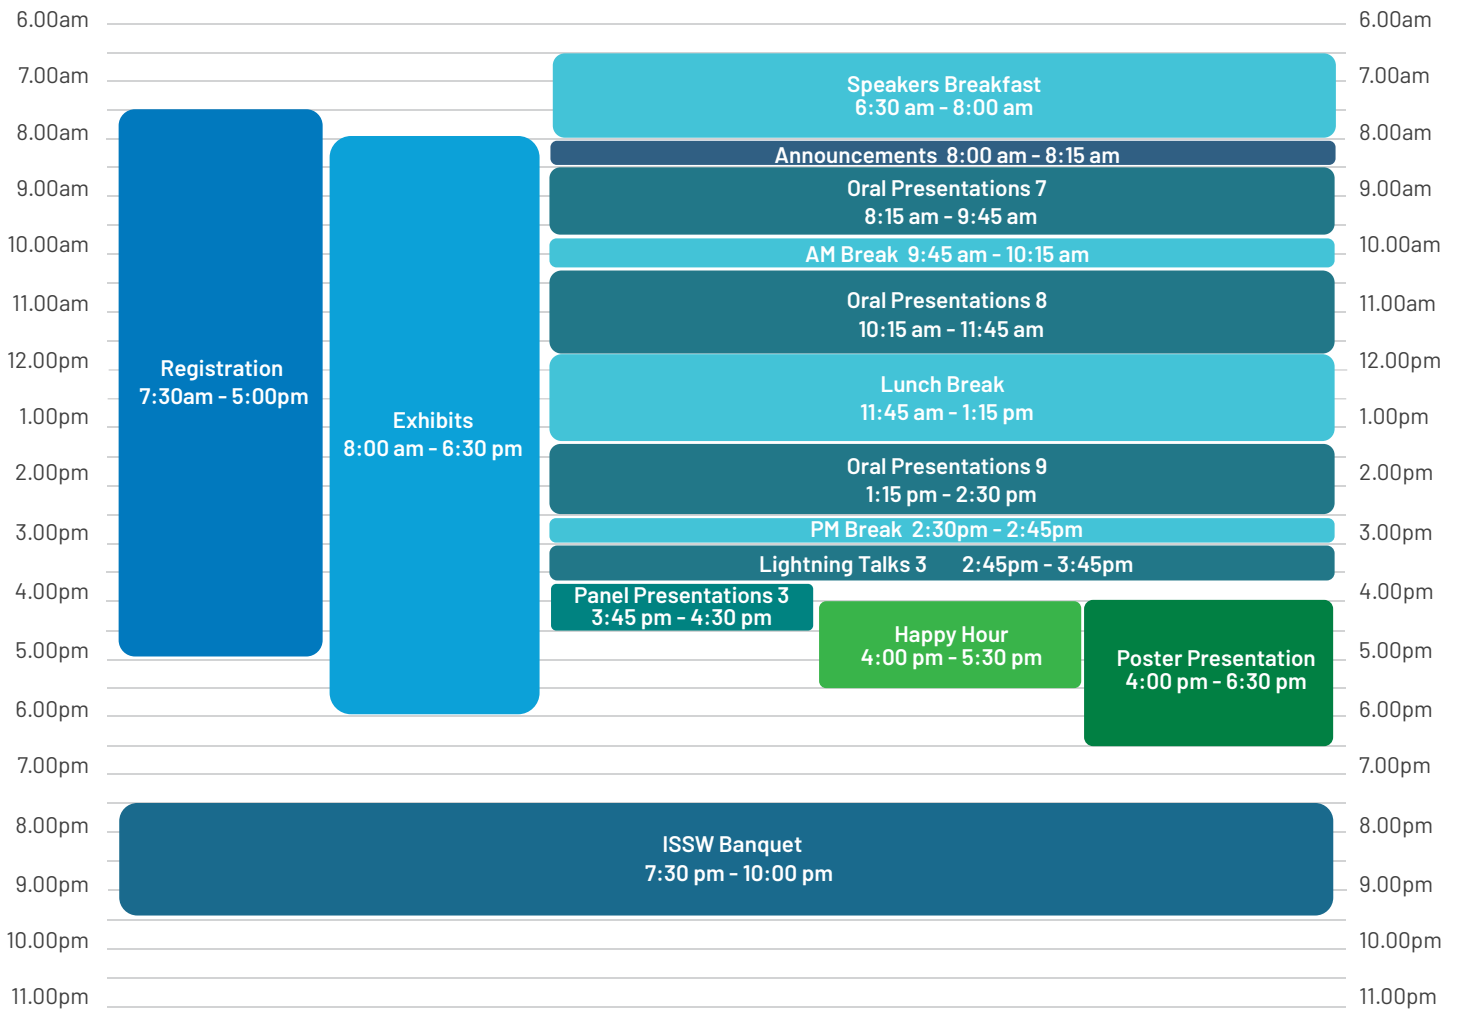 6.00am
6.00am
7.00am
Speakers Breakfast
7.00am
6:30 am - 8:00 am
8.00am
8.00am
Announcements 8:00 am - 8:15 am
9.00am
Oral Presentations 7
9.00am
8:15 am - 9:45 am
10.00am
10.00am
AM Break 9:45 am - 10:15 am
11.00am
Oral Presentations 8
11.00am
10:15 am - 11:45 am
12.00pm
12.00pm
Registration
7:30am - 5:00pm
Lunch Break
11:45 am - 1:15 pm
1.00pm
1.00pm
Exhibits
8:00 am - 6:30 pm
2.00pm
Oral Presentations 9
2.00pm
1:15 pm - 2:30 pm
3.00pm
PM Break 2:30pm - 2:45pm
3.00pm
Lightning Talks 3 2:45pm - 3:45pm
4.00pm
Panel Presentations 3
4.00pm
3:45 pm - 4:30 pm
Happy Hour
4:00 pm - 5:30 pm
5.00pm
Poster Presentation
5.00pm
4:00 pm - 6:30 pm
6.00pm
6.00pm
7.00pm
7.00pm
8.00pm
8.00pm
ISSW Banquet
7:30 pm - 10:00 pm
9.00pm
9.00pm
10.00pm
10.00pm
11.00pm
11.00pm